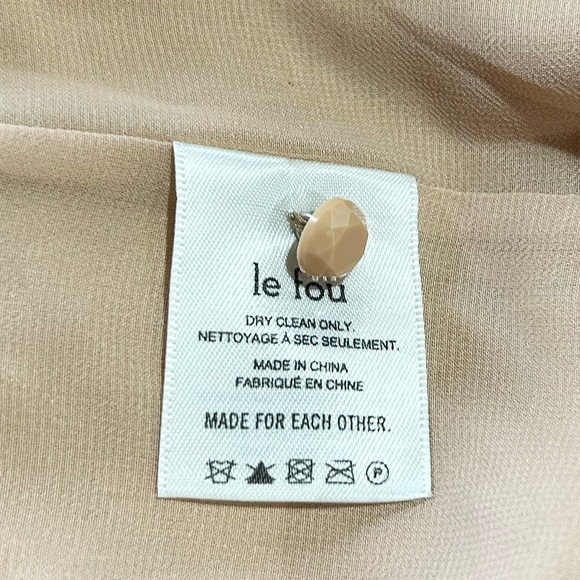 le fou
DRY CLEAN ONLY.
NETTOYAGE À SEC SEULEMENT.
MADE IN CHINA
FABRIQUÉ EN CHINE
MADE FOR EACH OTHER.
P